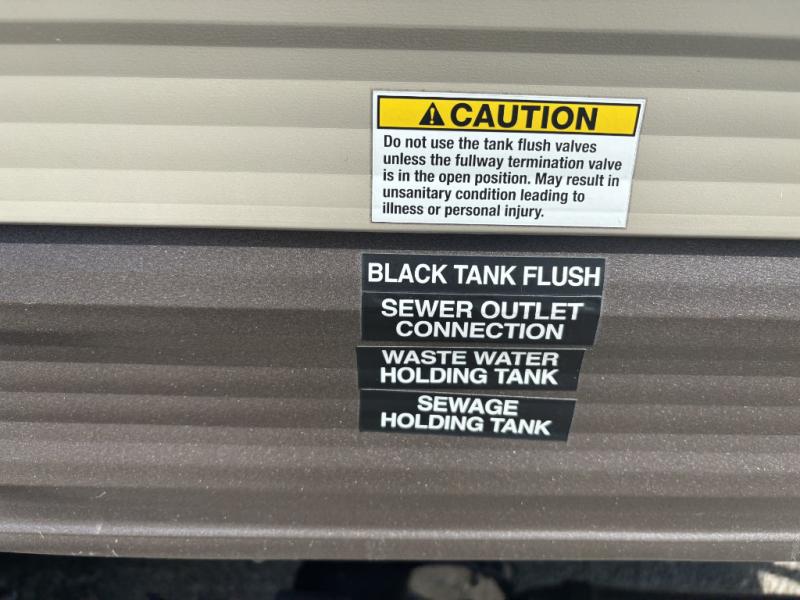 CAUTION
Do not use the tank flush valves
unless the fullway termination valve
is in the open position. May result in
unsanitary condition leading to
illness or personal injury.
BLACK TANK FLUSH
SEWER OUTLET
CONNECTION
WASTE WATER
HOLDING TANK
SEWAGE
HOLDING TANK